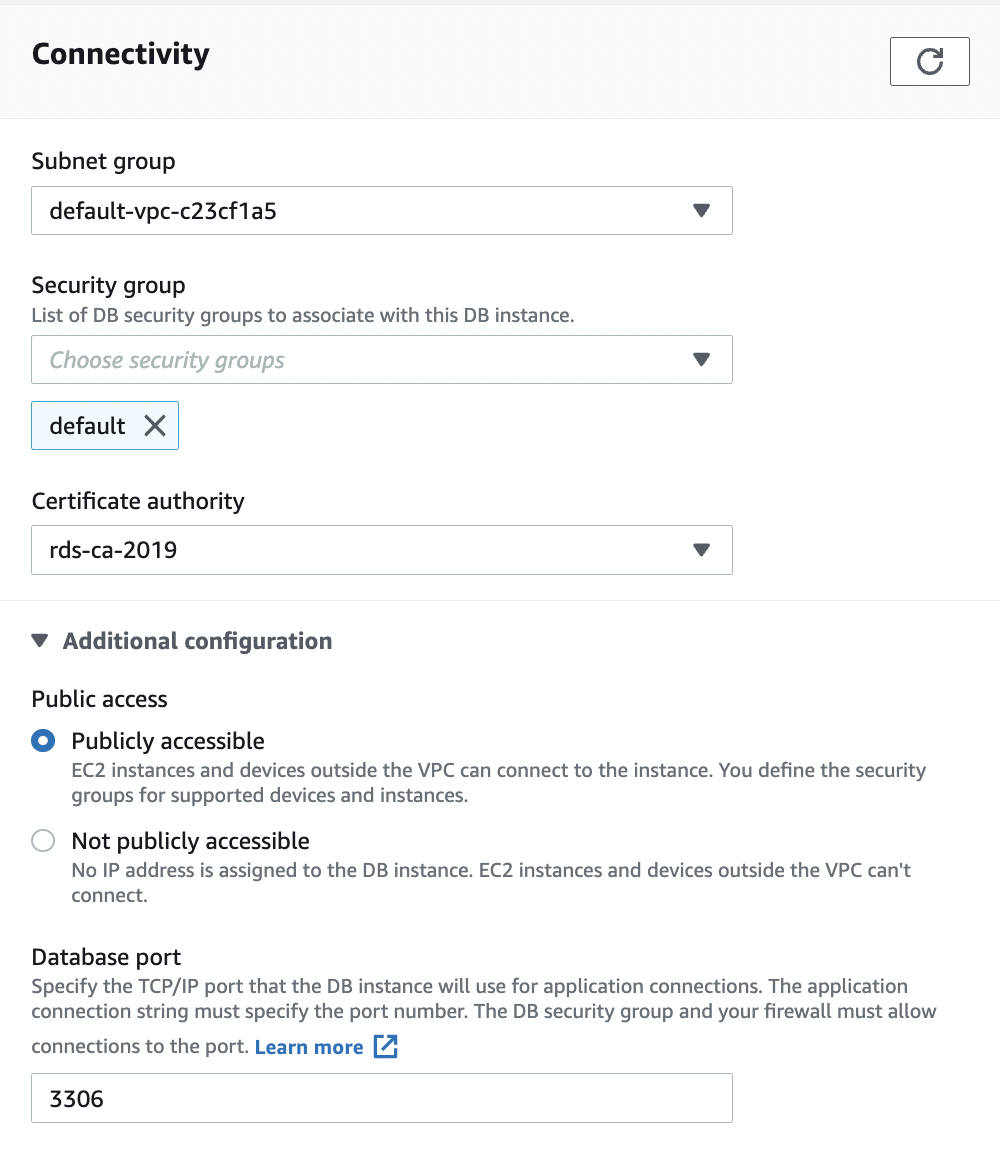 Connectivity
Subnet group
default-vpc-c23cf1a5
Security group
List of DB security groups to associate with this DB instance.
Choose security groups
default
Certificate authority
rds-ca-2019
Additional configuration
Public access
Publicly accessible
EC2 instances and devices outside the VPC can connect to the instance. You define the security
groups for supported devices and instances.
Not publicly accessible
No IP address is assigned to the DB instance. EC2 instances and devices outside the VPC can't
connect.
Database port
Specify the TCP/IP port that the DB instance will use for application connections. The application
connection string must specify the port number. The DB security group and your firewall must allow
connections to the port. Learn more
3306